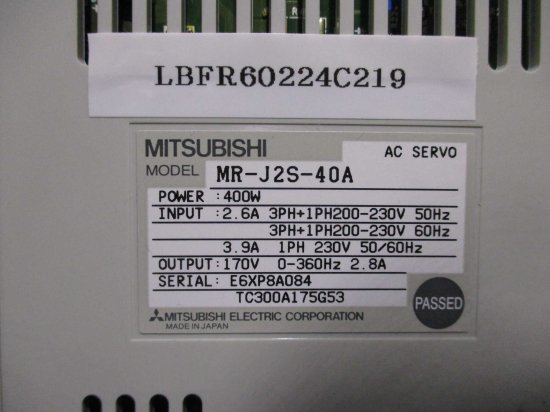 LBFR60224C219
MITSUBISHI
AC SERVO
MODEL MR-J2S-40A
POWER :400W
INPUT :2.6A 3PH+1PH200-230V 50Hz
3PH+1PH200-230V 60Hz
3.9A 1PH 230V 50/60Hz
OUTPUT:170V 0-360Hz 2.8A
SERIAL: E6XP8A084
TC300A175G53
PASSED
MITSUBISHI ELECTRIC CORPORATION
MADE IN JAPAN